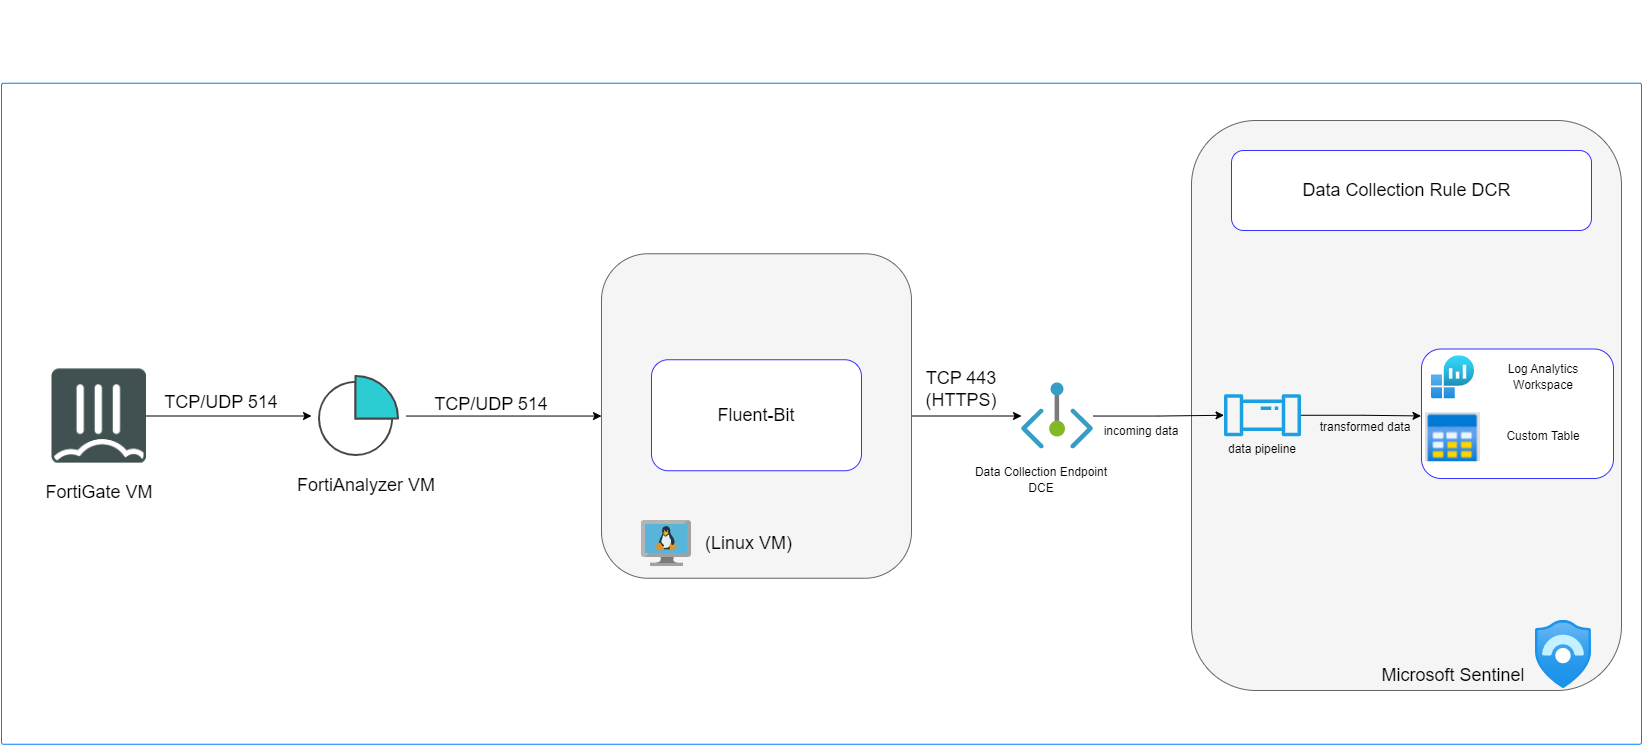 Data Collection Rule DCR
TCP/UDP 514
TCP/UDP 514
Fluent-Bit
TCP 443
(HTTPS)
incoming data
data pipeline
transformed data
Log Analytics
Workspace
Custom Table
FortiGate VM
FortiAnalyzer VM
Data Collection Endpoint
DCE
(Linux VM)
Microsoft Sentinel